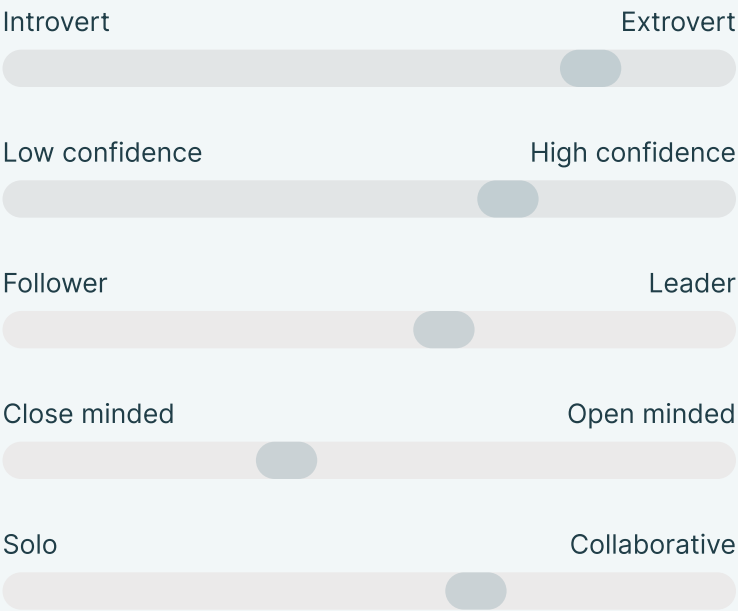 Introvert Extrovert
Low confidence High confidence
Follower Leader
Close minded Open minded
Solo Collaborative